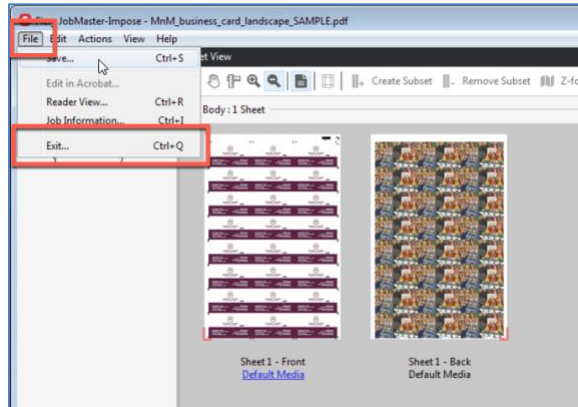 JobMaster-Impose - MnM_business_card_landscape_SAMPLE.pdf
File Edit Actions View Help
Save... Ctrl+S
et View
Edit in Acrobat...
Create Subset Remove Subset Z-fo
Reader View... Ctrl+R
Job Information... Ctrl+I
Body : 1 Sheet
Exit... Ctrl+Q
Sheet 1 - Front
Default Media
Sheet 1 - Back
Default Media